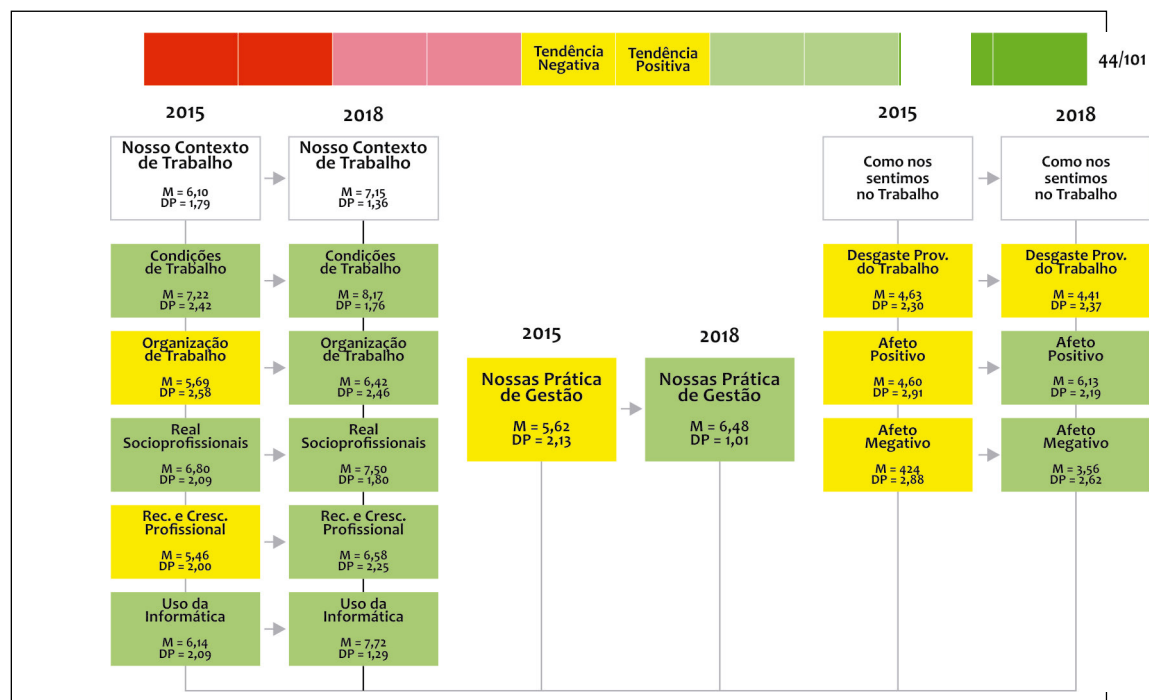 Tendência
Negativa
Tendência
Positiva
44/101
2015
2018
Nosso Contexto
de Trabalho
M = 6,10
DP = 1,79
Nosso Contexto
de Trabalho
M = 7,15
DP = 1,36
Condições
de Trabalho
M = 7,22
DP = 2,42
Condições
de Trabalho
M = 8,17
DP = 1,76
Organização
de Trabalho
M = 5,69
DP = 2,58
Organização
de Trabalho
M = 6,42
DP = 2,46
Real
Socioprofissionais
M = 6,80
DP = 2,09
Real
Socioprofissionais
M = 7,50
DP = 1,80
Rec. e Cresc.
Profissional
M = 5,46
DP = 2,00
Rec. e Cresc.
Profissional
M = 6,58
DP = 2,25
Uso da
Informática
M = 6,14
DP = 2,09
Uso da
Informática
M = 7,72
DP = 1,29
2015
2018
Nossas Prática
de Gestão
M = 5,62
DP = 2,13
Nossas Prática
de Gestão
M = 6,48
DP = 1,01
2015
2018
Como nos
sentimos
no Trabalho
Como nos
sentimos
no Trabalho
Desgaste Prov.
do Trabalho
M = 4,63
DP = 2,30
Desgaste Prov.
do Trabalho
M = 4,41
DP = 2,37
Afeto
Positivo
M = 4,60
DP = 2,91
Afeto
Positivo
M = 6,13
DP = 2,19
Afeto
Megativo
M = 424
DP = 2,88
Afeto
Megativo
M = 3,56
DP = 2,62